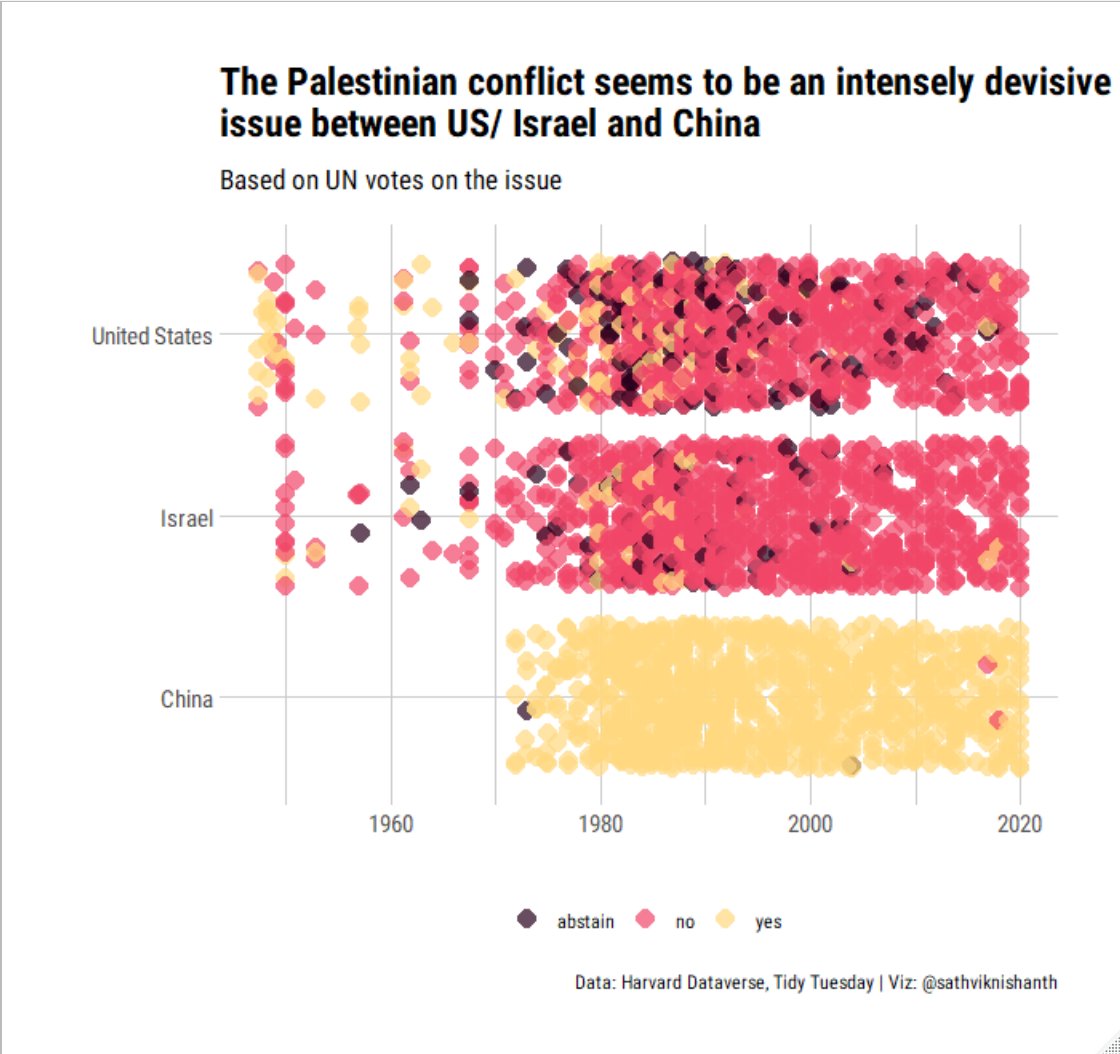 The Palestinian conflict seems to be an intensely devisive
issue between US/ Israel and China
Based on UN votes on the issue
United States
Israel
China
1960
1980
2000
2020
abstain
no
yes
Data: Harvard Dataverse, Tidy Tuesday | Viz: @sathviknishanth